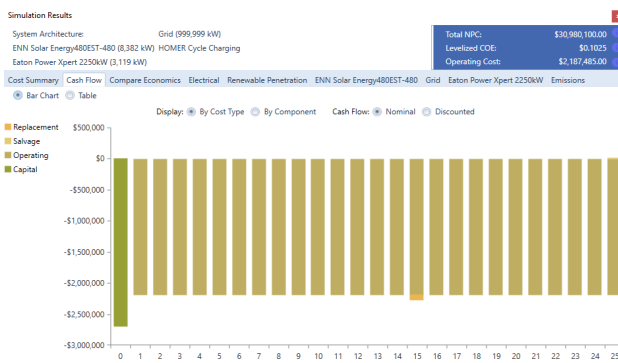 Simulation Results
System Architecture: Grid (999,999 kW)
ENN Solar Energy480EST-480 (8,382 kW) HOMER Cycle Charging
Eaton Power Xpert 2250kW (3,119 kW)
Total NPC: $30,980,100.00
Levelized COE: $0.1025
Operating Cost: $2,187,485.00
Cost Summary Cash Flow Compare Economics Electrical Renewable Penetration ENN Solar Energy480EST-480 Grid Eaton Power Xpert 2250kW Emissions
Bar Chart Table
Display: By Cost Type By Component Cash Flow: Nominal Discounted
Replacement
Salvage
Operating
Capital
$500,000
$0
-$500,000
-$1,000,000
-$1,500,000
-$2,000,000
-$2,500,000
-$3,000,000
0 1 2 3 4 5 6 7 8 9 10 11 12 13 14 15 16 17 18 19 20 21 22 23 24 25